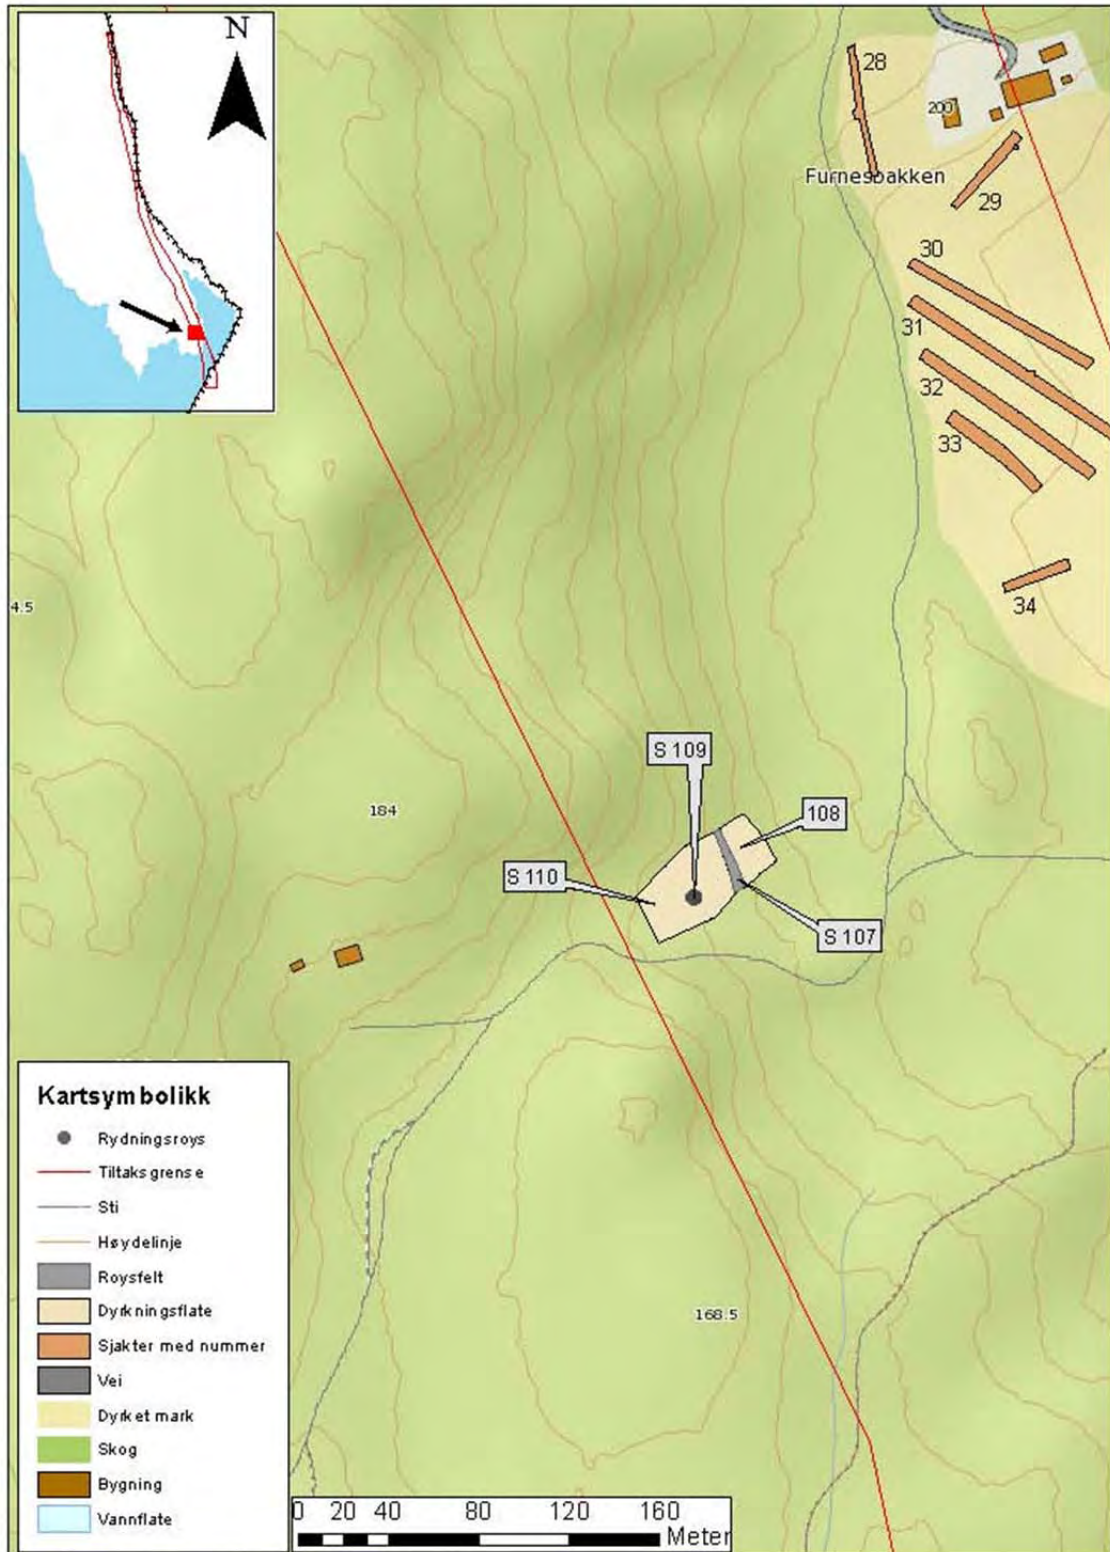 N
28
200
Furnesbakken
29
30
31
32
33
34
4.5
S 109
184
108
S 110
S 107
Kartsymbolikk
Rydningsroys
Tiltaksgrense
Sti
Høydelinje
Roysfelt
Dyrkningsflate
Sjakter med nummer
Vei
Dyrket mark
Skog
Bygning
Vannflate
168.5
0 20 40 80 120 160
Meter